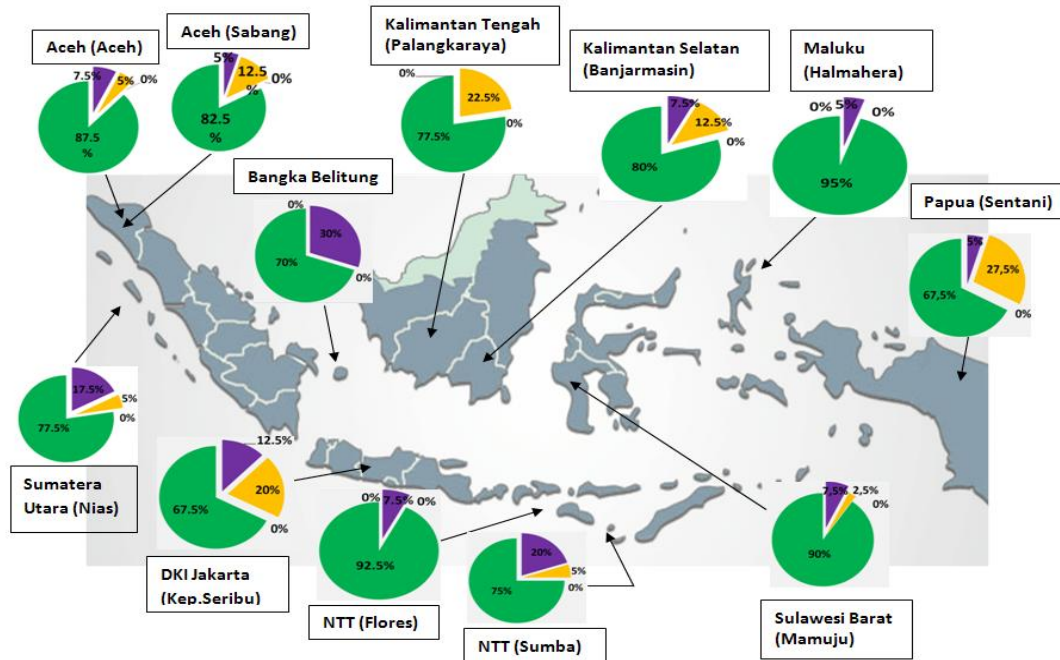 Aceh (Aceh)
7.5%
5%
0%
87.5
%
Aceh (Sabang)
5%
12.5
%
0%
82.5
%
Kalimantan Tengah
(Palangkaraya)
0%
22.5%
0%
77.5%
Kalimantan Selatan
(Banjarmasin)
7.5%
12.5%
0%
80%
Maluku
(Halmahera)
0%
5%
0%
95%
Bangka Belitung
0%
30%
70%
0%
Papua (Sentani)
5%
27,5%
67,5%
0%
17.5%
5%
0%
77.5%
Sumatera
Utara (Nias)
12.5%
20%
67.5%
0%
DKI Jakarta
(Kep.Seribu)
0%
7.5%
0%
92.5%
NTT (Flores)
20%
5%
75%
0%
NTT (Sumba)
7,5%
2,5%
0%
90%
Sulawesi Barat
(Mamuju)